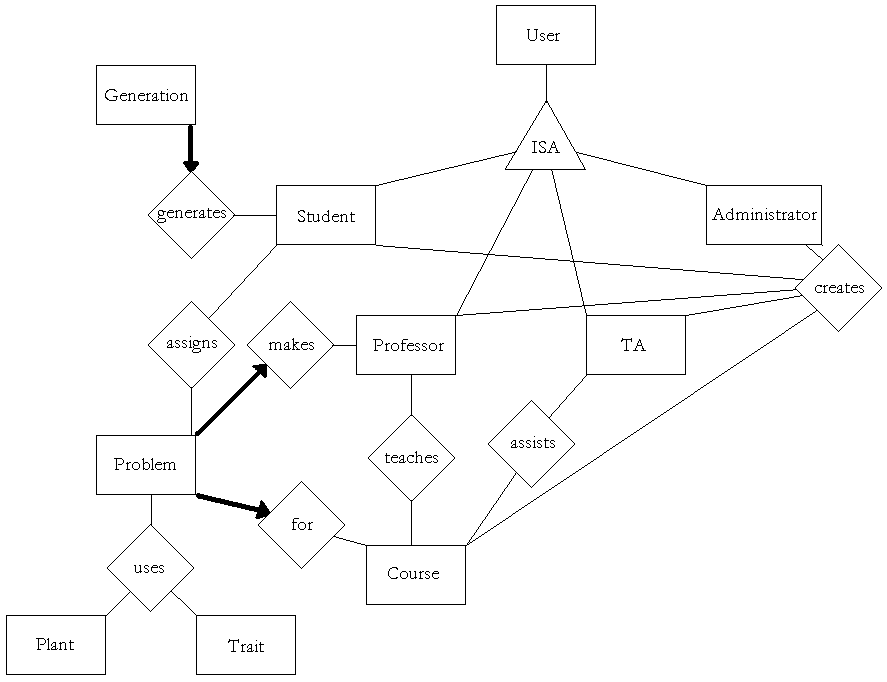 User
Generation
ISA
generates
Student
Administrator
creates
assigns
makes
Professor
TA
teaches
assists
Problem
for
uses
Course
Plant
Trait